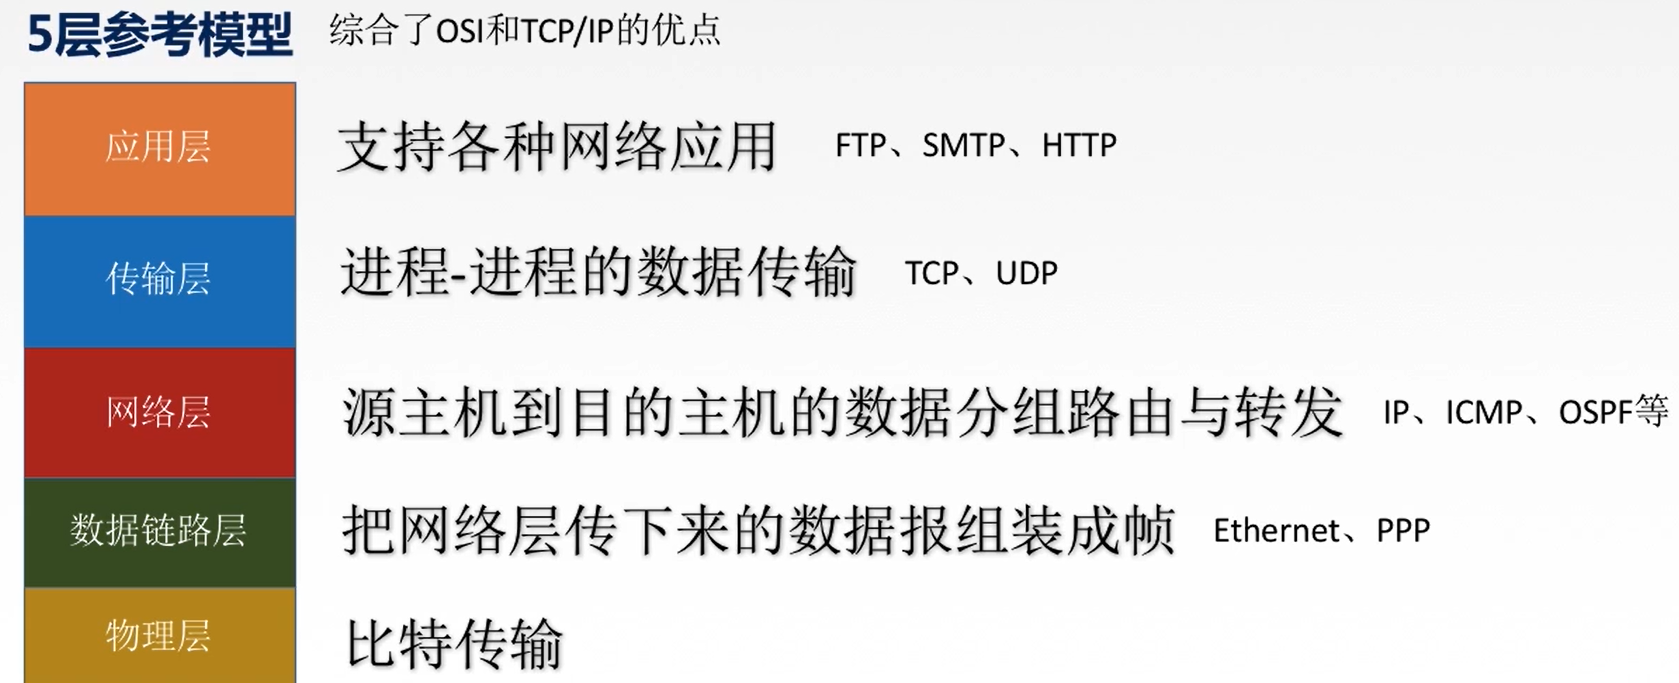 5层参考模型 综合了OSI和TCP/IP的优点
应用层 支持各种网络应用 FTP、SMTP、HTTP
传输层 进程-进程的数据传输 TCP、UDP
网络层 源主机到目的主机的数据分组路由与转发 IP、ICMP、OSPF等
数据链路层 把网络层传下来的数据报组装成帧 Ethernet、PPP
物理层 比特传输